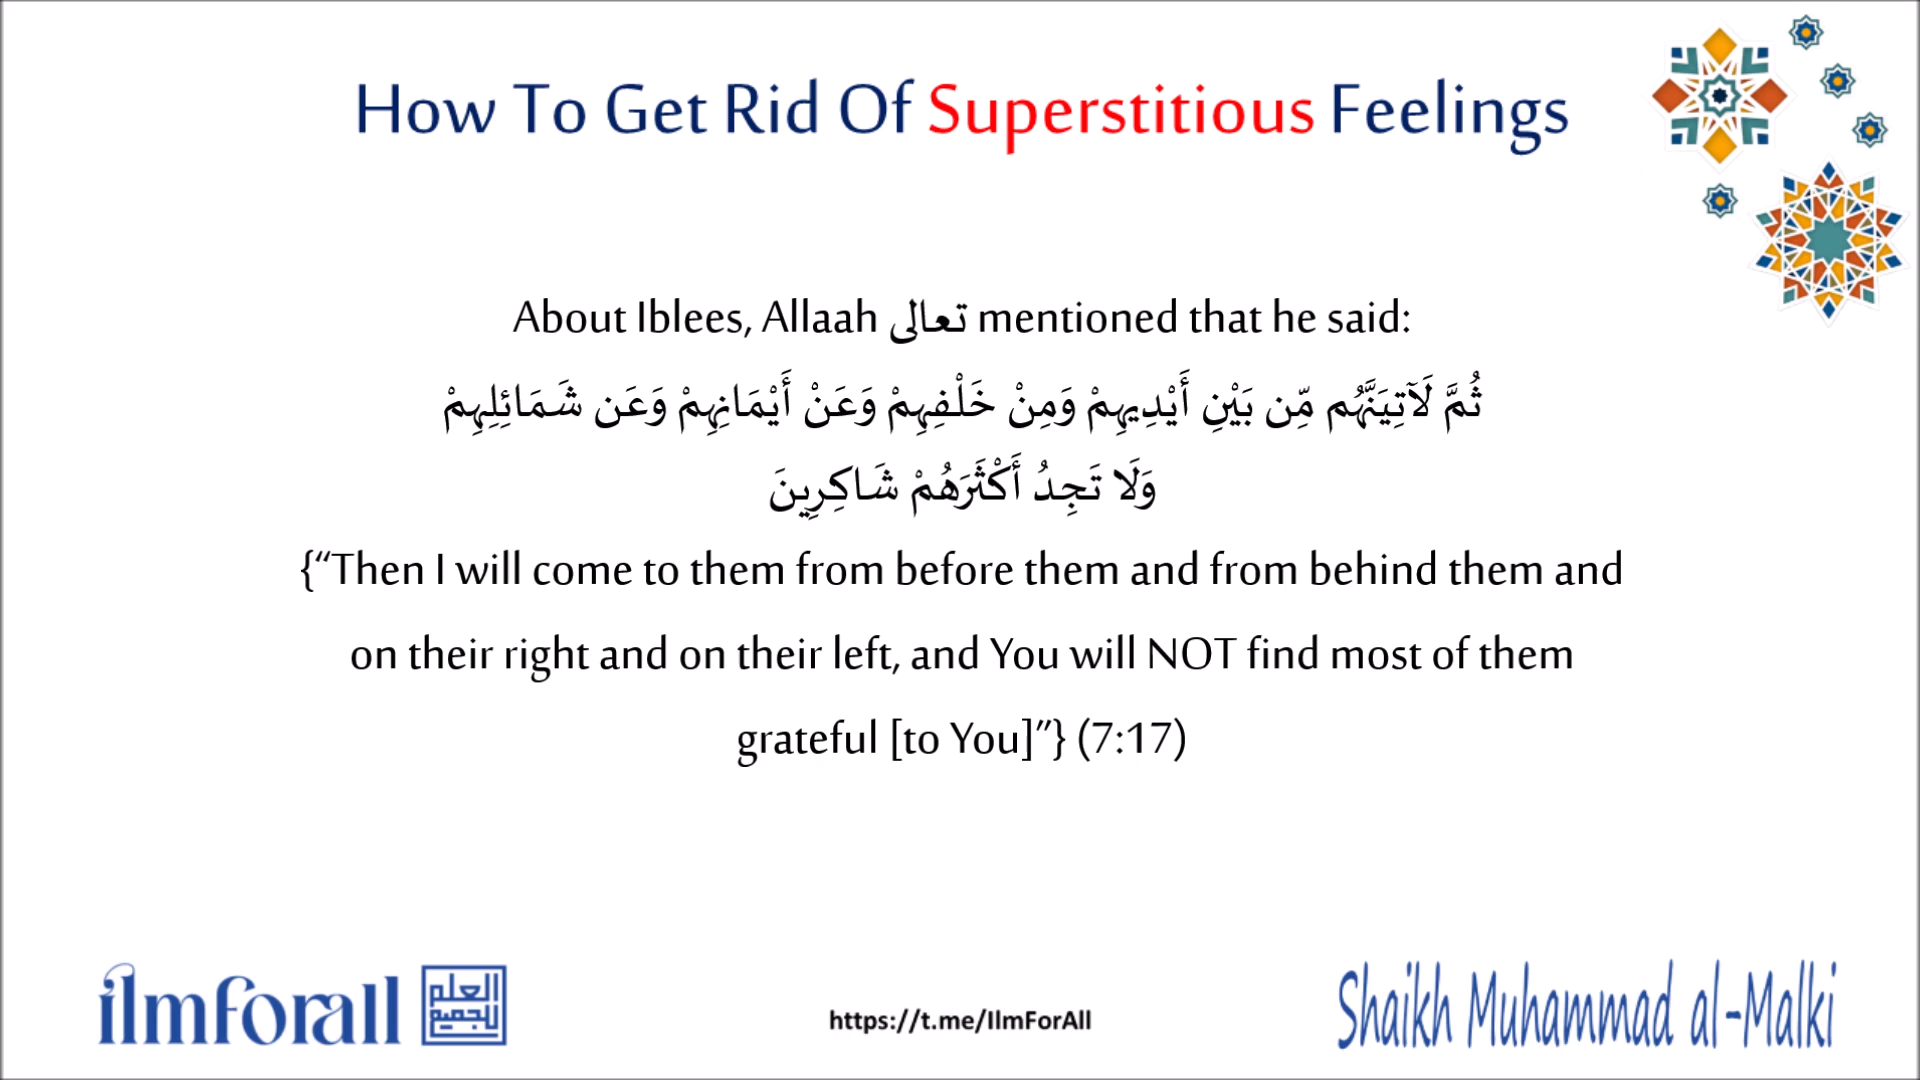 How To Get Rid Of Superstitious Feelings
About Iblees, Allaah تعالى mentioned that he said:
ثُمَّ لَآتِيَنَّهُم مِّن بَيْنِ أَيْدِيهِمْ وَمِنْ خَلْفِهِمْ وَعَنْ أَيْمَانِهِمْ وَعَن شَمَائِلِهِمْ
وَلَا تَجِدُ أَكْثَرَهُمْ شَاكِرِينَ
{“Then I will come to them from before them and from behind them and
on their right and on their left, and You will NOT find most of them
grateful [to You]”} (7:17)
ilmforall
العلم
للجميع
https://t.me/IlmForAll
Shaikh Muhammad al-Malki